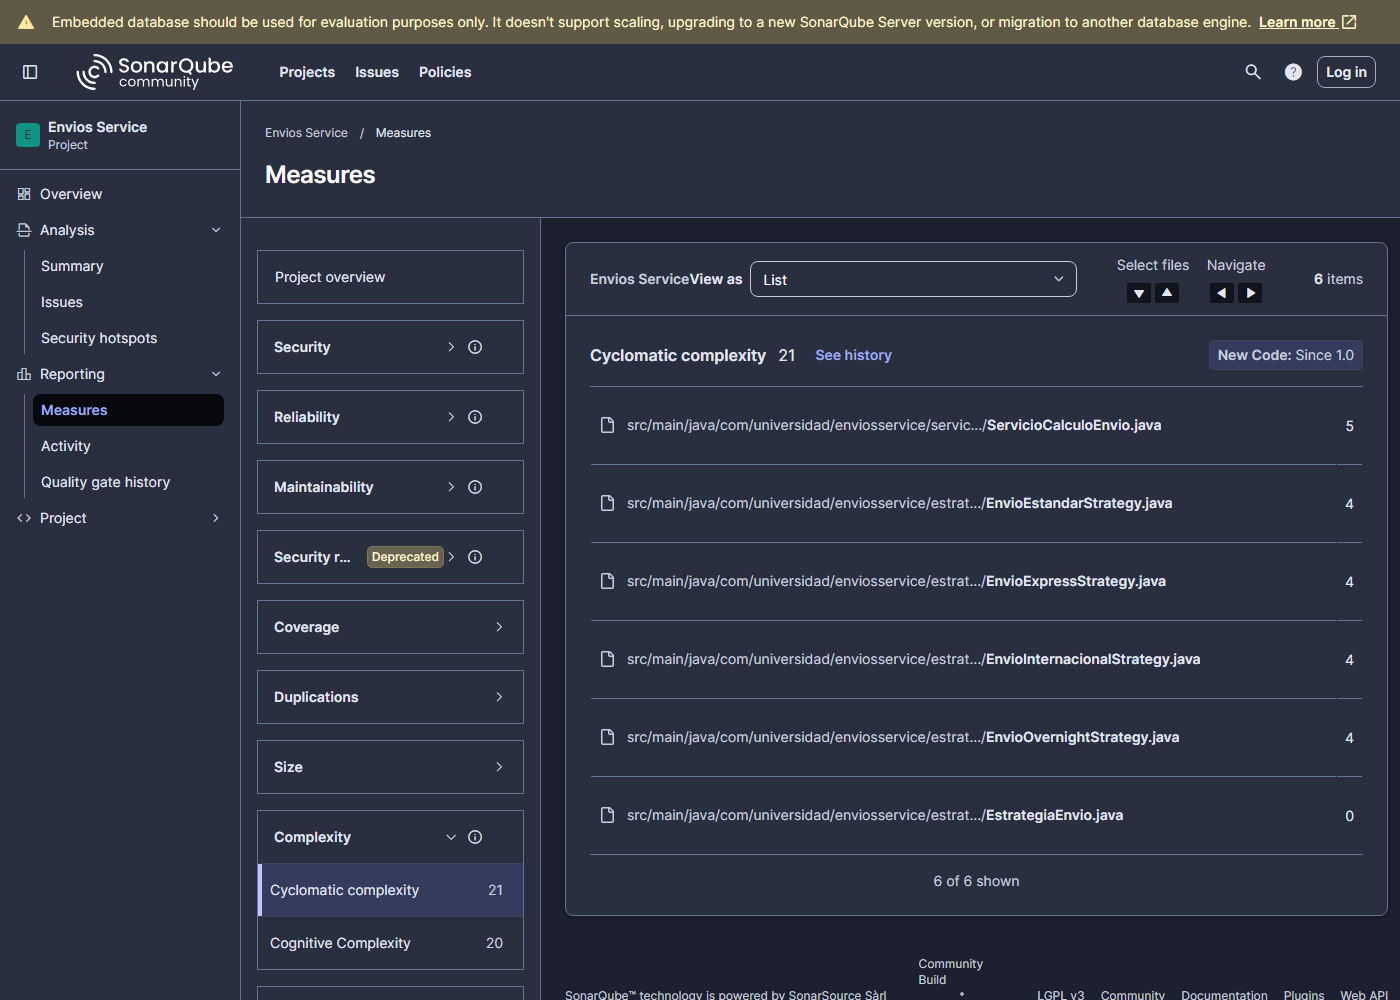 Embedded database should be used for evaluation purposes only. It doesn't support scaling, upgrading to a new SonarQube Server version, or migration to another database engine. Learn more
SonarQube
community
Projects Issues Policies
? Log in
E Envios Service
Project
Overview
Analysis
Summary
Issues
Security hotspots
Reporting
Measures
Activity
Quality gate history
Project
Envios Service / Measures
Measures
Project overview
Security
Reliability
Maintainability
Security r... Deprecated
Coverage
Duplications
Size
Complexity
Cyclomatic complexity 21
Cognitive Complexity 20
Envios ServiceView as List
Select files Navigate
6 items
Cyclomatic complexity 21 See history New Code: Since 1.0
src/main/java/com/universidad/enviosservice/servic.../ServicioCalculoEnvio.java 5
src/main/java/com/universidad/enviosservice/estrat.../EnvioEstandarStrategy.java 4
src/main/java/com/universidad/enviosservice/estrat.../EnvioExpressStrategy.java 4
src/main/java/com/universidad/enviosservice/estrat.../EnvioInternacionalStrategy.java 4
src/main/java/com/universidad/enviosservice/estrat.../EnvioOvernightStrategy.java 4
src/main/java/com/universidad/enviosservice/estrat.../EstrategiaEnvio.java 0
6 of 6 shown
SonarQube™ technology is powered by SonarSource Sàrl
Community
Build
•
LGPL v3 Community Documentation Plugins Web API